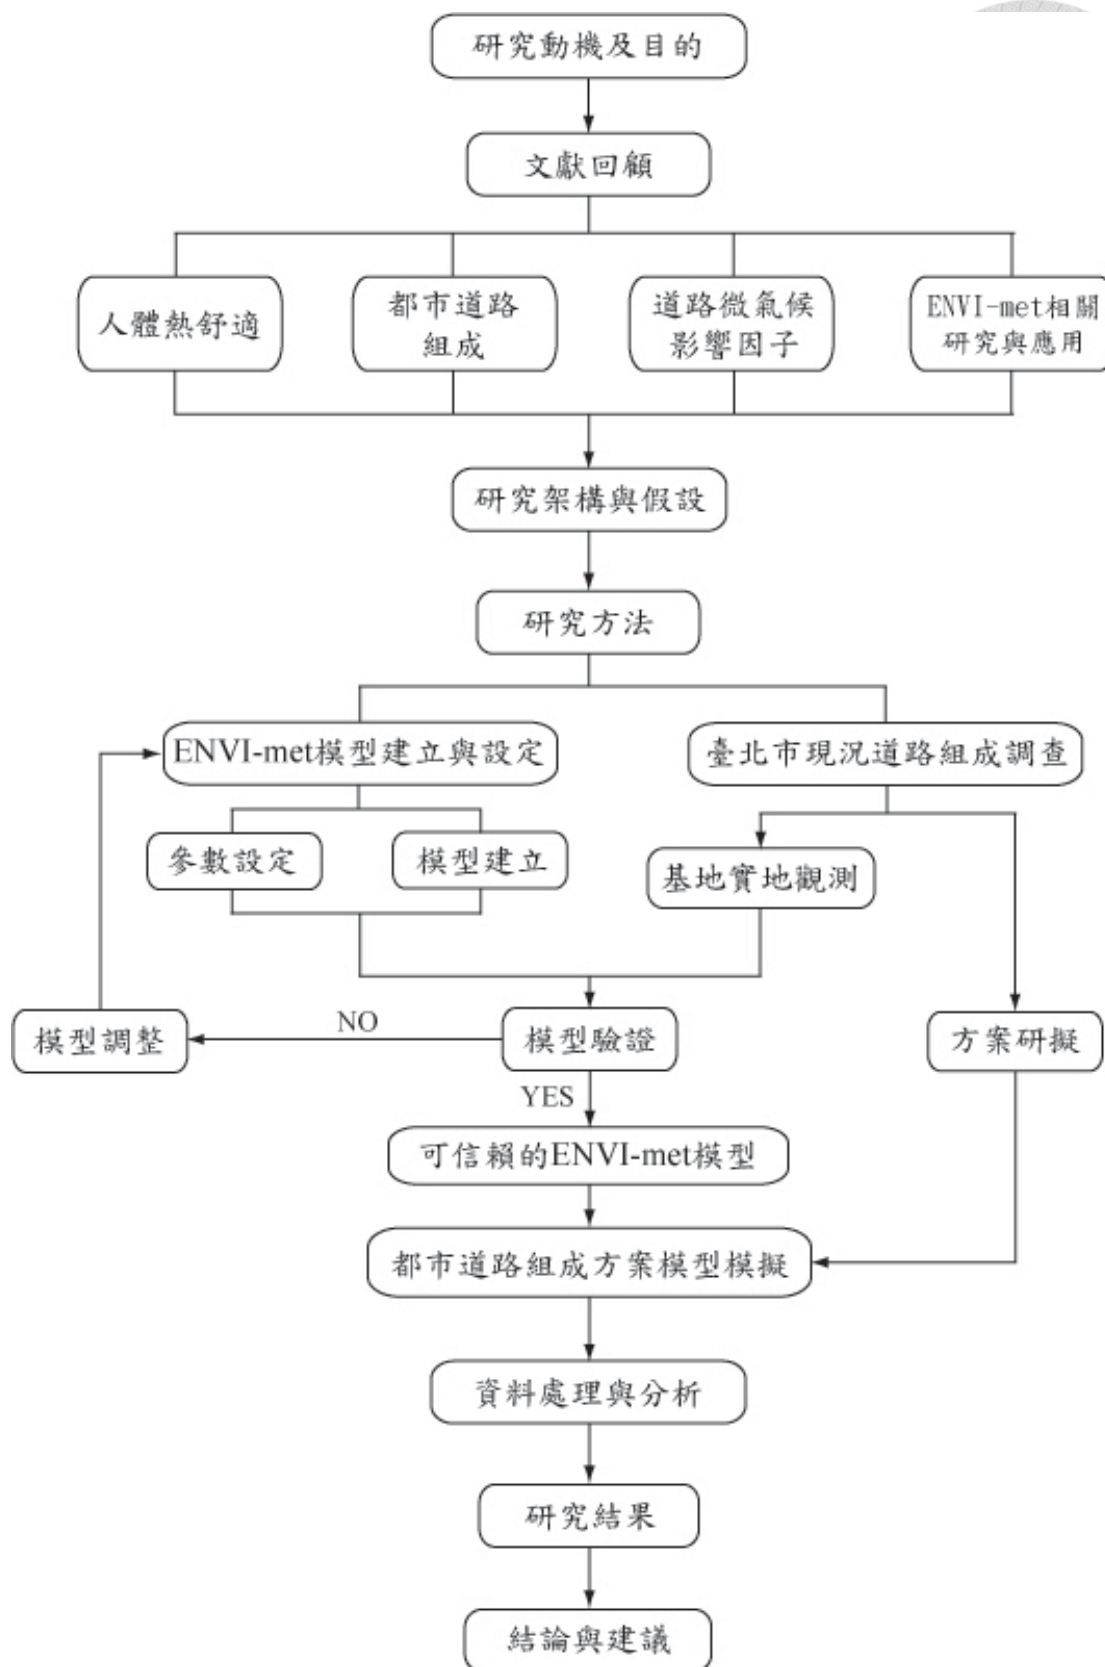 研究動機及目的
文獻回顧
人體熱舒適
都市道路
組成
道路微氣候
影響因子
ENVI-met相關
研究與應用
研究架構與假設
研究方法
ENVI-met模型建立與設定
臺北市現況道路組成調查
參數設定
模型建立
基地實地觀測
模型調整
NO
模型驗證
方案研擬
YES
可信賴的ENVI-met模型
都市道路組成方案模型模擬
資料處理與分析
研究結果
結論與建議